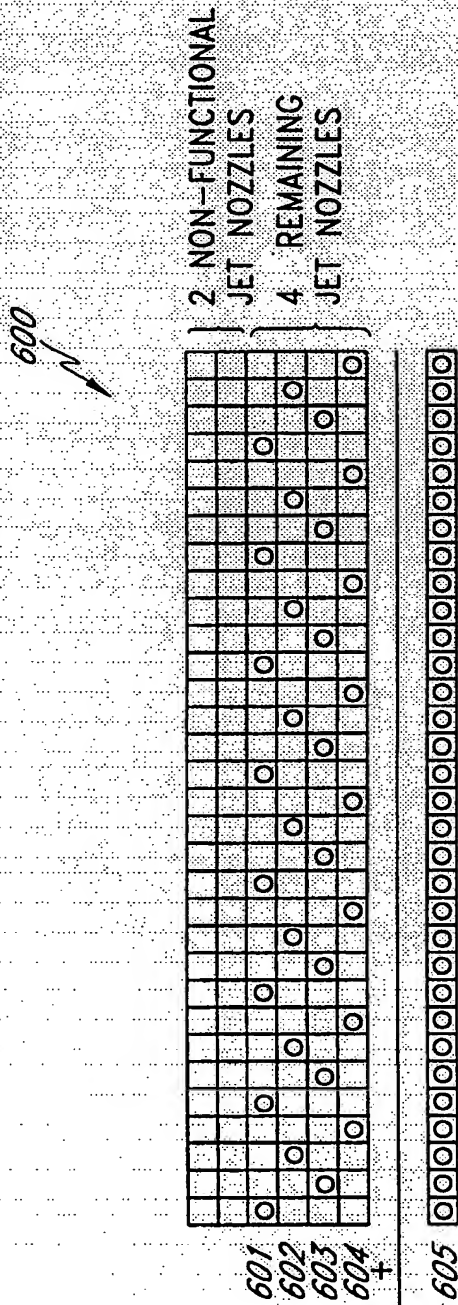 600
2 NON-FUNCTIONAL
JET NOZZLES
4 REMAINING
JET NOZZLES
601
602
603
604
+
605